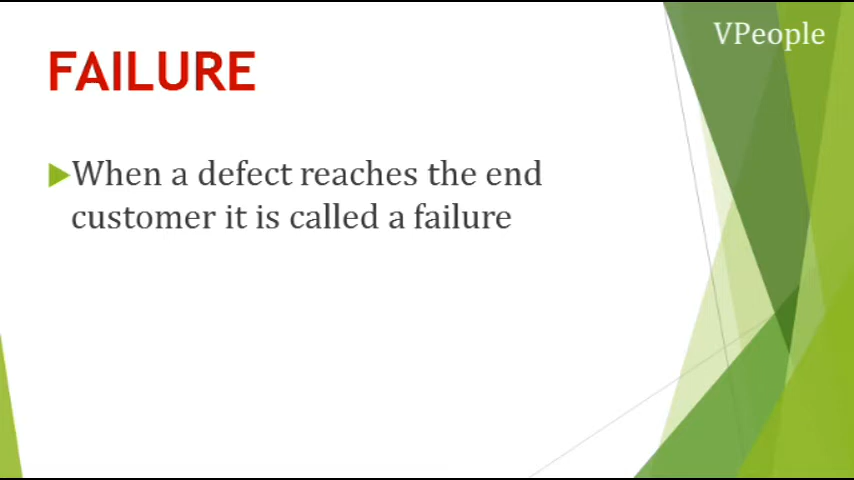 VPeople
FAILURE
When a defect reaches the end
customer it is called a failure